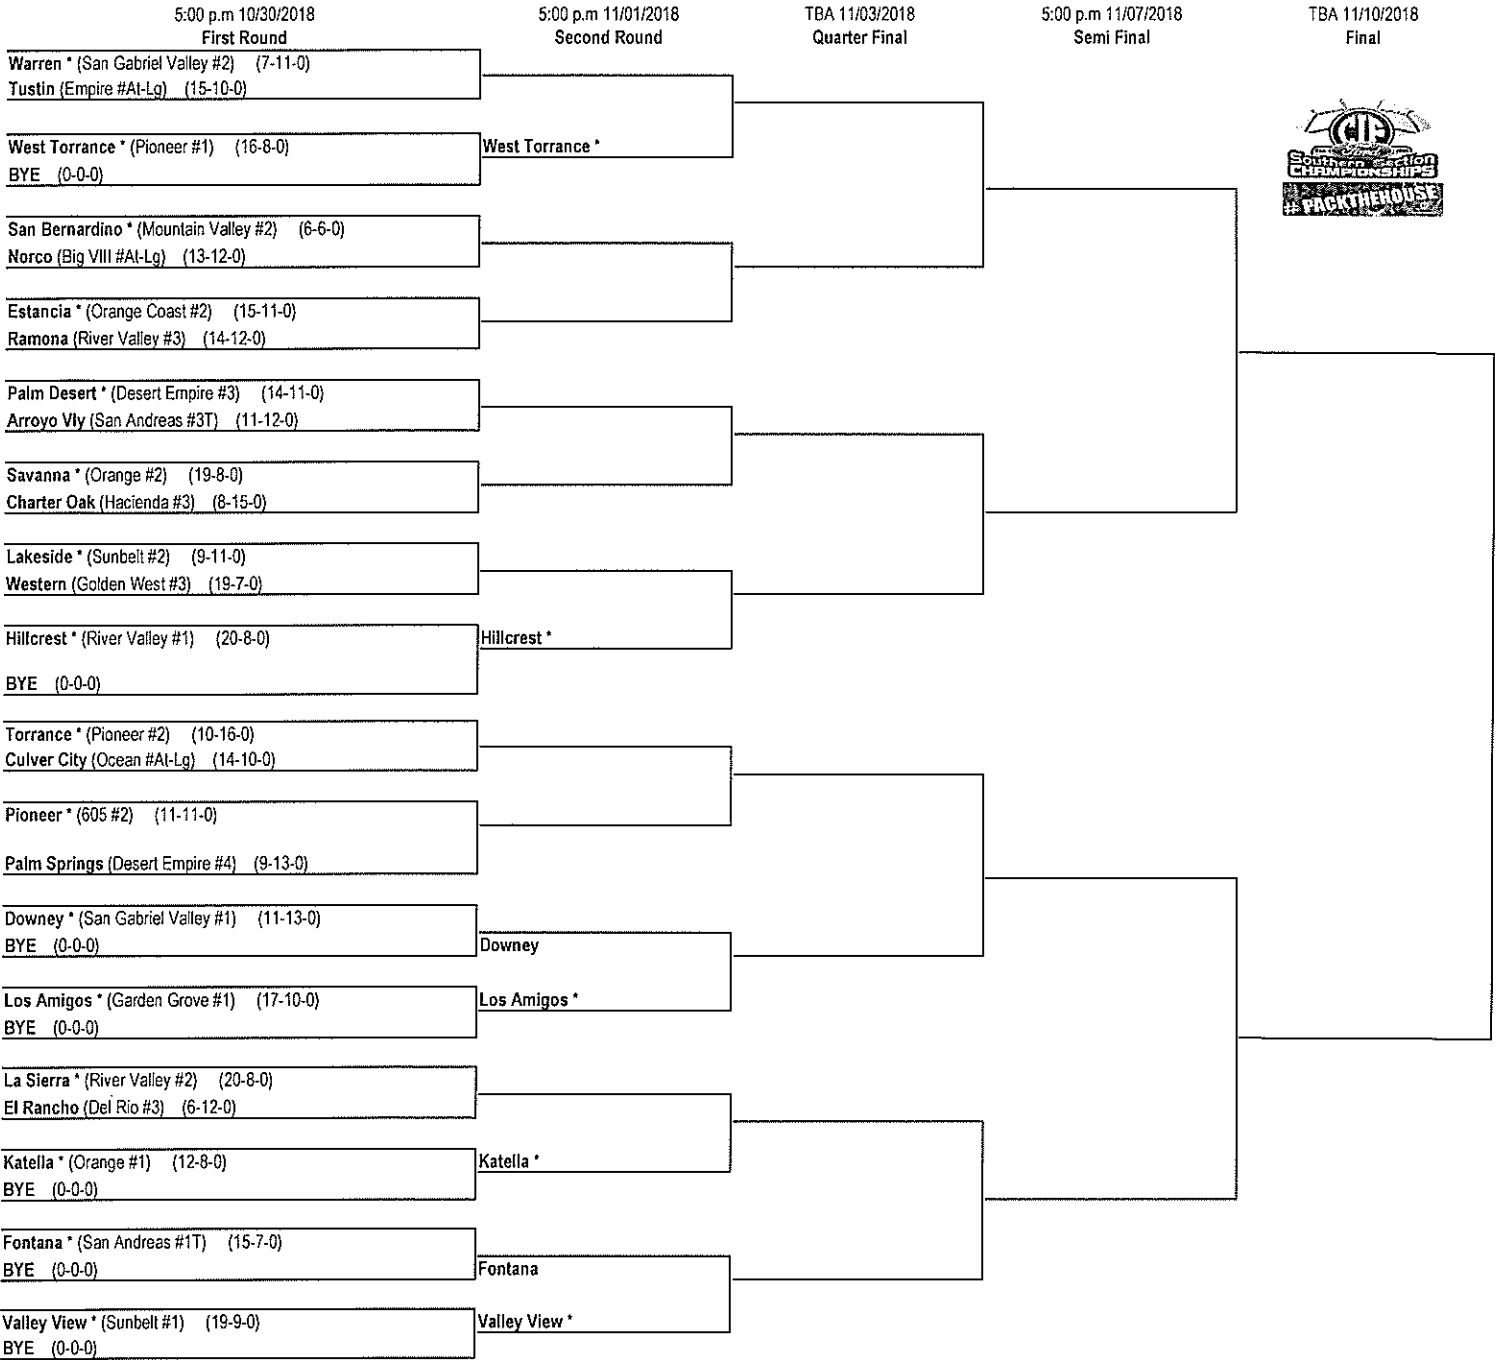 5:00 p.m 10/30/2018
First Round
5:00 p.m 11/01/2018
Second Round
TBA 11/03/2018
Quarter Final
5:00 p.m 11/07/2018
Semi Final
TBA 11/10/2018
Final
CIF
Southern Section
CHAMPIONSHIPS
# PACKTHEHOUSE
Warren * (San Gabriel Valley #2) (7-11-0)
Tustin (Empire #At-Lg) (15-10-0)
West Torrance * (Pioneer #1) (16-8-0)
BYE (0-0-0)
West Torrance *
San Bernardino * (Mountain Valley #2) (6-6-0)
Norco (Big VIII #At-Lg) (13-12-0)
Estancia * (Orange Coast #2) (15-11-0)
Ramona (River Valley #3) (14-12-0)
Palm Desert * (Desert Empire #3) (14-11-0)
Arroyo Vly (San Andreas #3T) (11-12-0)
Savanna * (Orange #2) (19-8-0)
Charter Oak (Hacienda #3) (8-15-0)
Lakeside * (Sunbelt #2) (9-11-0)
Western (Golden West #3) (19-7-0)
Hillcrest * (River Valley #1) (20-8-0)
BYE (0-0-0)
Hillcrest *
Torrance * (Pioneer #2) (10-16-0)
Culver City (Ocean #At-Lg) (14-10-0)
Pioneer * (605 #2) (11-11-0)
Palm Springs (Desert Empire #4) (9-13-0)
Downey * (San Gabriel Valley #1) (11-13-0)
BYE (0-0-0)
Downey
Los Amigos * (Garden Grove #1) (17-10-0)
BYE (0-0-0)
Los Amigos *
La Sierra * (River Valley #2) (20-8-0)
El Rancho (Del Rio #3) (6-12-0)
Katella * (Orange #1) (12-8-0)
BYE (0-0-0)
Katella *
Fontana * (San Andreas #1T) (15-7-0)
BYE (0-0-0)
Fontana
Valley View * (Sunbelt #1) (19-9-0)
BYE (0-0-0)
Valley View *